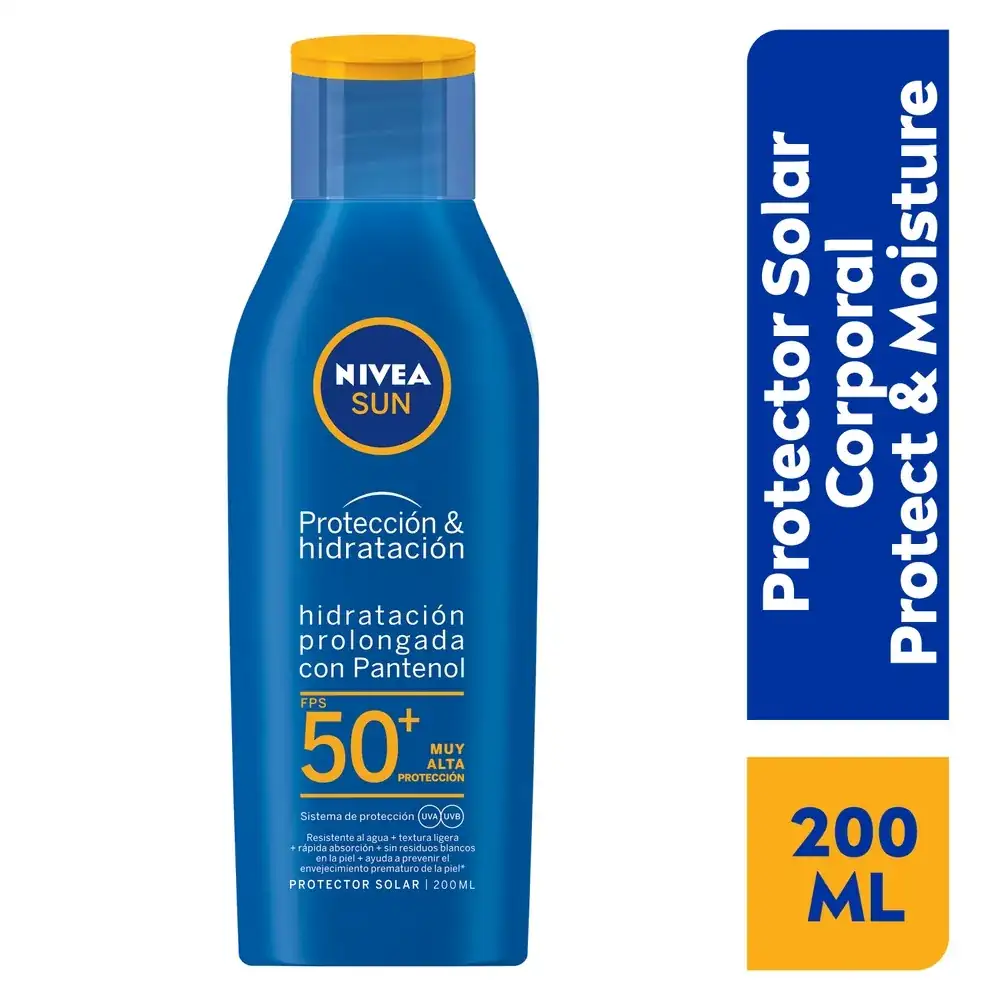 NIVEA
SUN
Protección &
hidratación
hidratación
prolongada
con Pantenol
FPS
50+
MUY
ALTA
PROTECCIÓN
Sistema de protección UVA UVB
Resistente al agua + textura ligera
+ rápida absorción + sin residuos blancos
en la piel + ayuda a prevenir el
envejecimiento prematuro de la piel*
PROTECTOR SOLAR | 200ML
Protector Solar
Corporal
Protect & Moisture
200
ML